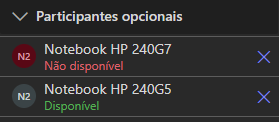 Participantes opcionais
N2 Notebook HP 240G7
Não disponível
N2 Notebook HP 240G5
Disponível